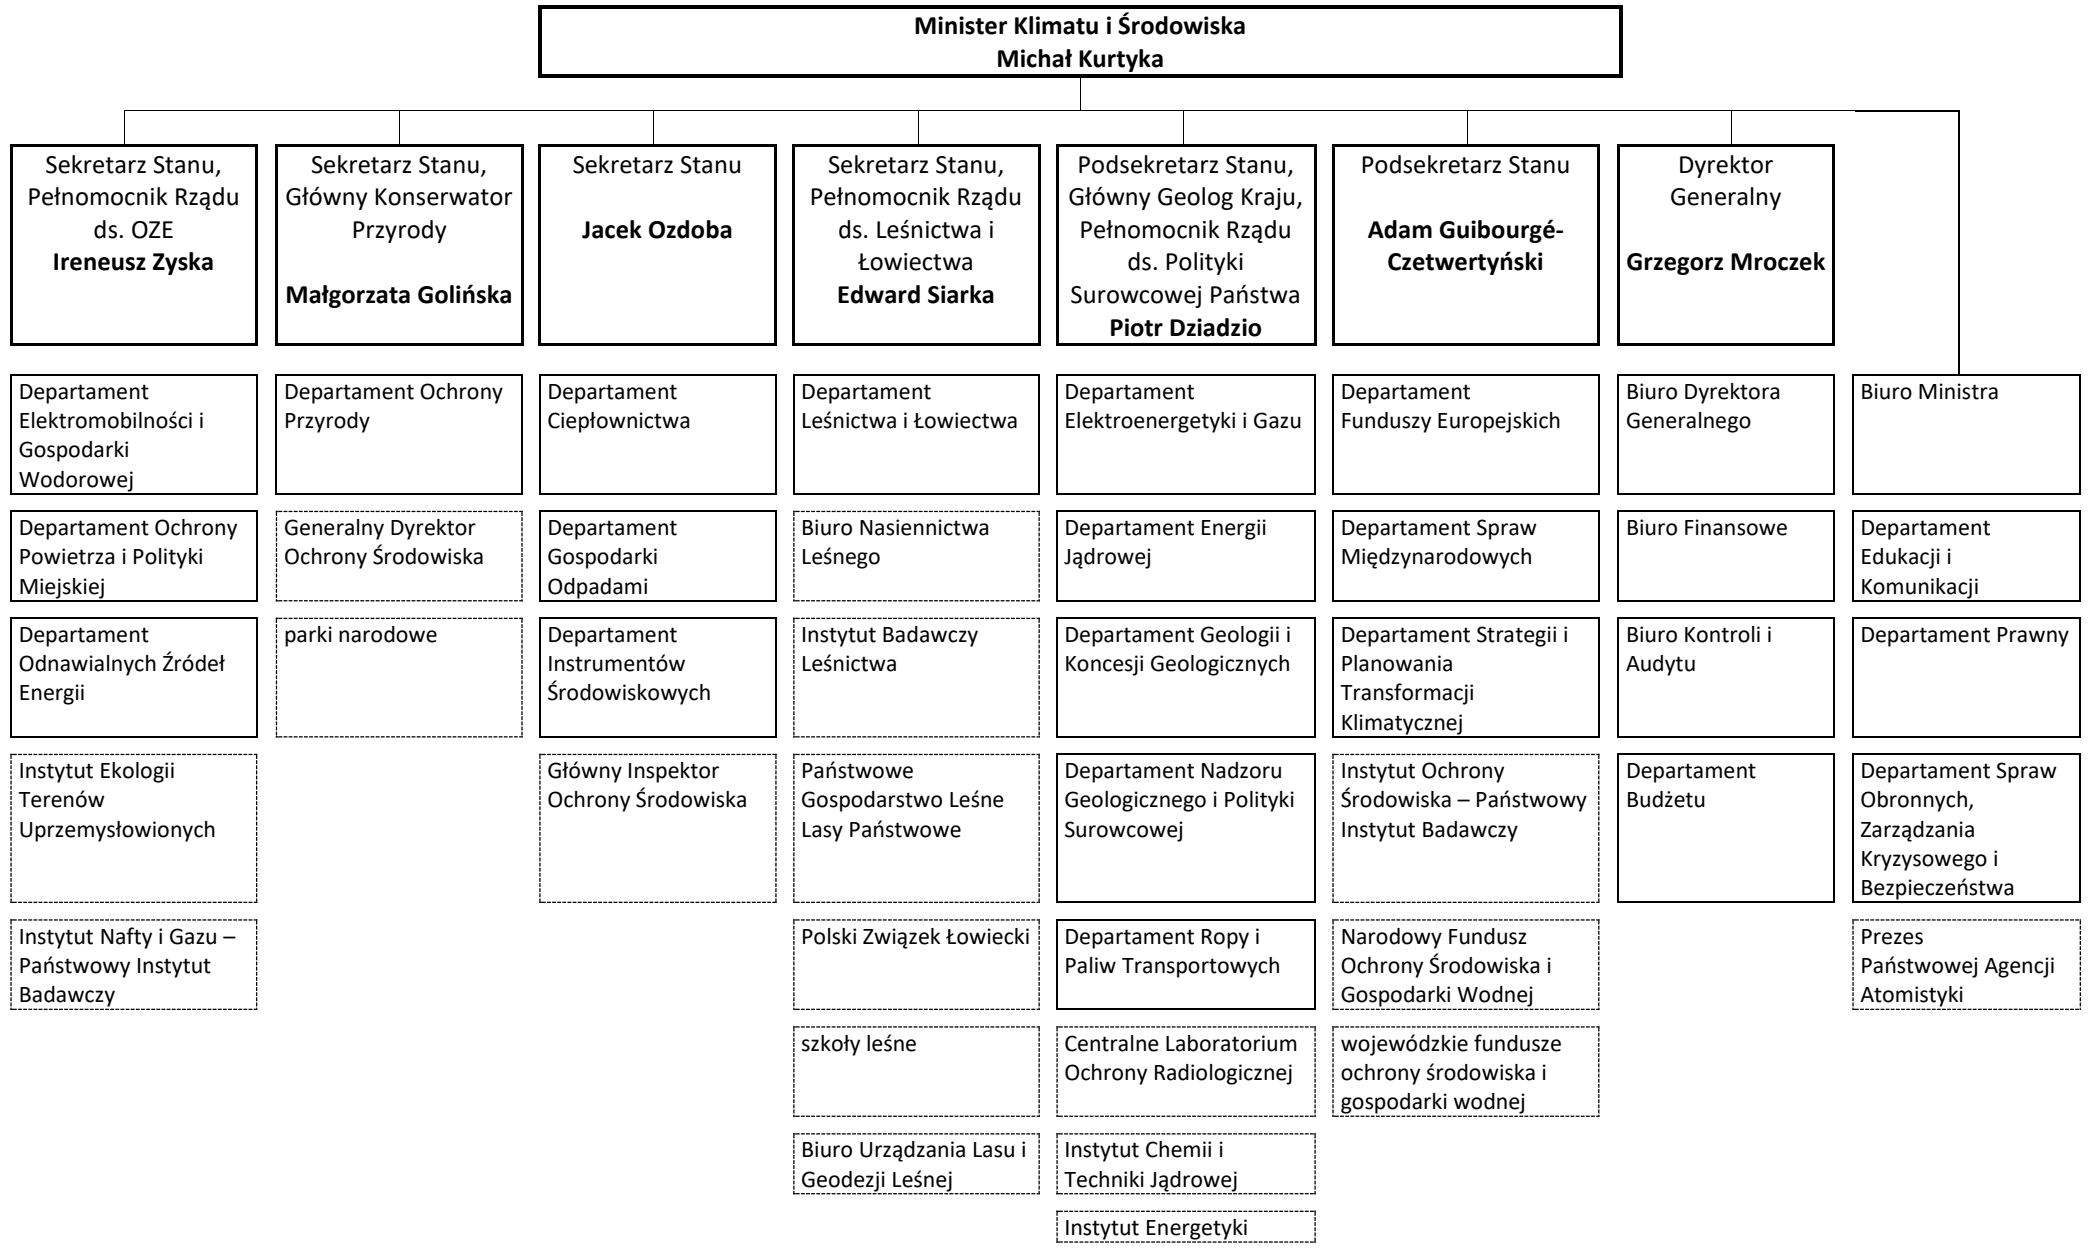 Minister Klimatu i Środowiska
Michał Kurtyka
Sekretarz Stanu,
Pełnomocnik Rządu
ds. OZE
Ireneusz Zyska
Sekretarz Stanu,
Główny Konserwator
Przyrody
Małgorzata Golińska
Sekretarz Stanu
Jacek Ozdoba
Sekretarz Stanu,
Pełnomocnik Rządu
ds. Leśnictwa i
Łowiectwa
Edward Siarka
Podsekretarz Stanu,
Główny Geolog Kraju,
Pełnomocnik Rządu
ds. Polityki
Surowcowej Państwa
Piotr Dziadzio
Podsekretarz Stanu
Adam Guibourgé-
Czetwertyński
Dyrektor
Generalny
Grzegorz Mroczek
Departament
Elektromobilności i
Gospodarki
Wodorowej
Departament Ochrony
Przyrody
Departament
Ciepłownictwa
Departament
Leśnictwa i Łowiectwa
Departament
Elektroenergetyki i Gazu
Departament
Funduszy Europejskich
Biuro Dyrektora
Generalnego
Biuro Ministra
Departament Ochrony
Powietrza i Polityki
Miejskiej
Generalny Dyrektor
Ochrony Środowiska
Departament
Gospodarki
Odpadami
Biuro Nasiennictwa
Leśnego
Departament Energii
Jądrowej
Departament Spraw
Międzynarodowych
Biuro Finansowe
Departament
Edukacji i
Komunikacji
Departament
Odnawialnych Źródeł
Energii
parki narodowe
Departament
Instrumentów
Środowiskowych
Instytut Badawczy
Leśnictwa
Departament Geologii i
Koncesji Geologicznych
Departament Strategii i
Planowania
Transformacji
Klimatycznej
Biuro Kontroli i
Audytu
Departament Prawny
Instytut Ekologii
Terenów
Uprzemysłowionych
Główny Inspektor
Ochrony Środowiska
Państwowe
Gospodarstwo Leśne
Lasy Państwowe
Departament Nadzoru
Geologicznego i Polityki
Surowcowej
Instytut Ochrony
Środowiska – Państwowy
Instytut Badawczy
Departament
Budżetu
Departament Spraw
Obronnych,
Zarządzania
Kryzysowego i
Bezpieczeństwa
Instytut Nafty i Gazu –
Państwowy Instytut
Badawczy
Polski Związek Łowiecki
Departament Ropy i
Paliw Transportowych
Narodowy Fundusz
Ochrony Środowiska i
Gospodarki Wodnej
Prezes
Państwowej Agencji
Atomistyki
szkoły leśne
Centralne Laboratorium
Ochrony Radiologicznej
wojewódzkie fundusze
ochrony środowiska i
gospodarki wodnej
Biuro Urządzania Lasu i
Geodezji Leśnej
Instytut Chemii i
Techniki Jądrowej
Instytut Energetyki